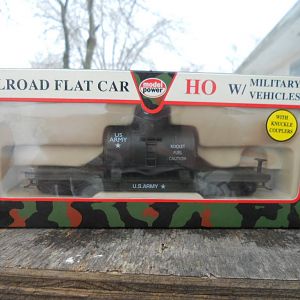 LROAD FLAT CAR
model power
HO
W/
MILITARY
VEHICLES
WITH
KNUCKLE
COUPLERS
US
ARMY
ROCKET
FUEL
CAUTION
U.S. ARMY